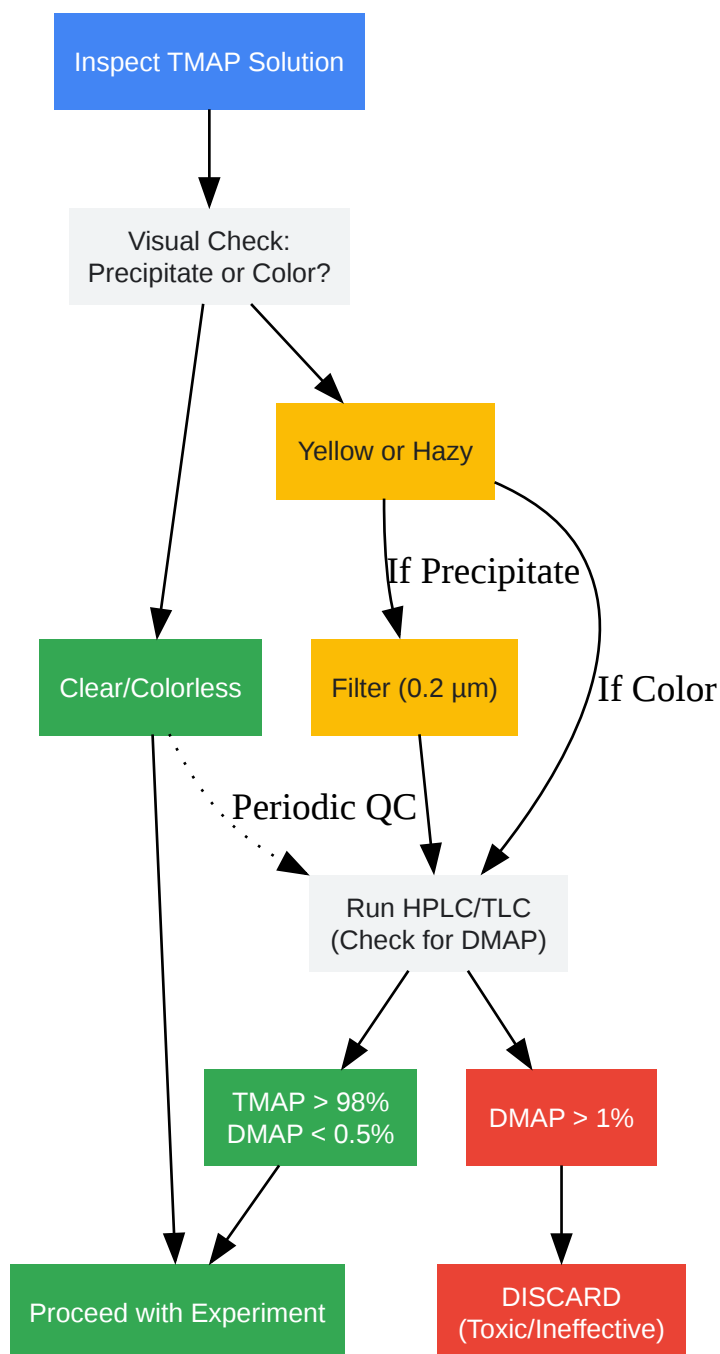 Inspect TMAP Solution
Visual Check:
Precipitate or Color?
Yellow or Hazy
If Precipitate
Clear/Colorless
Filter (0.2 µm)
If Color
Periodic QC
Run HPLC/TLC
(Check for DMAP)
TMAP > 98%
DMAP < 0.5%
DMAP > 1%
Proceed with Experiment
DISCARD
(Toxic/Ineffective)